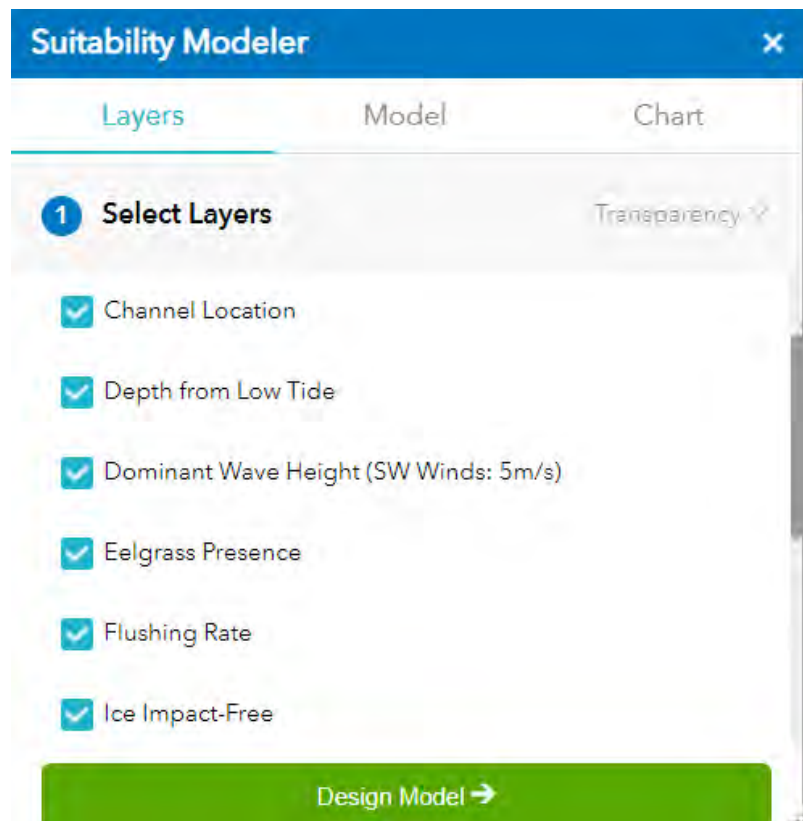 Suitability Modeler ×
Layers Model Chart
1 Select Layers Transparency
Channel Location
Depth from Low Tide
Dominant Wave Height (SW Winds: 5m/s)
Eelgrass Presence
Flushing Rate
Ice Impact-Free
Design Model →